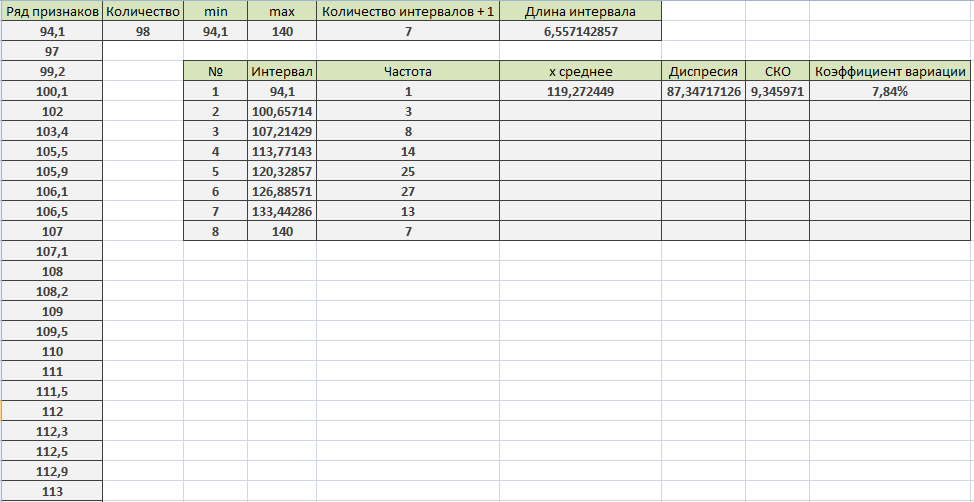 Ряд признаков Количество min max Количество интервалов + 1 Длина интервала
94,1 98 94,1 140 7 6,557142857
97
99,2 № Интервал Частота x среднее Диспресия СКО Коэффициент вариации
100,1 1 94,1 1 119,272449 87,34717126 9,345971 7,84%
102 2 100,65714 3
103,4 3 107,21429 8
105,5 4 113,77143 14
105,9 5 120,32857 25
106,1 6 126,88571 27
106,5 7 133,44286 13
107 8 140 7
107,1
108
108,2
109
109,5
110
111
111,5
112
112,3
112,5
112,9
113